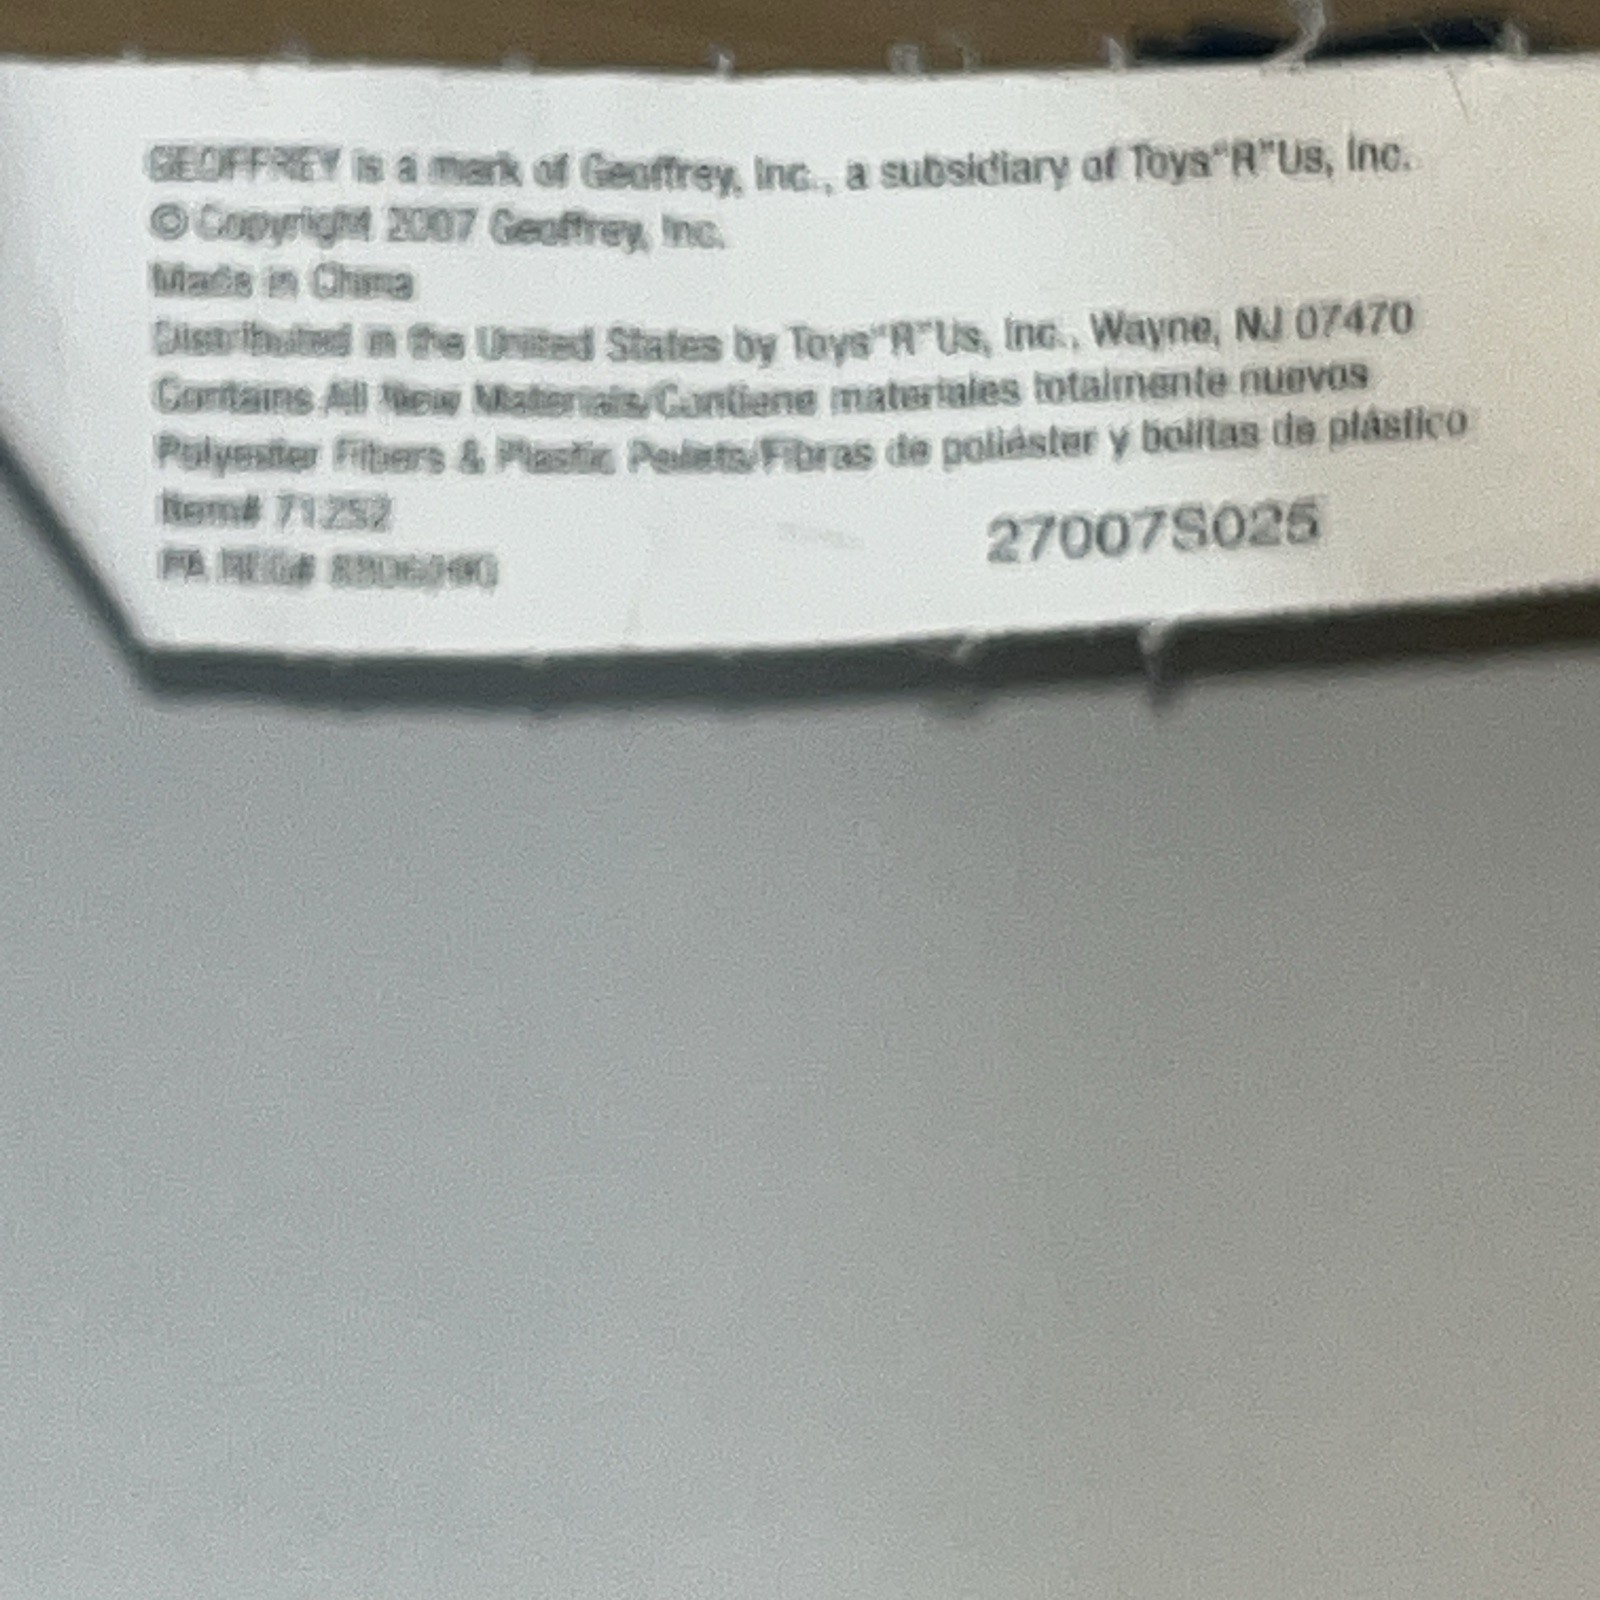 GEOFFREY is a mark of Geoffrey, Inc., a subsidiary of Toys"R"Us, Inc.
© Copyright 2007 Geoffrey, Inc.
Made in China
Distributed in the United States by Toys"R"Us, Inc., Wayne, NJ 07470
Contains All New Materials/Contiene materiales totalmente nuevos
Polyester Fibers & Plastic Pellets/Fibras de poliéster y bolitas de plástico
Item# 71252
27007S025
PA REG#